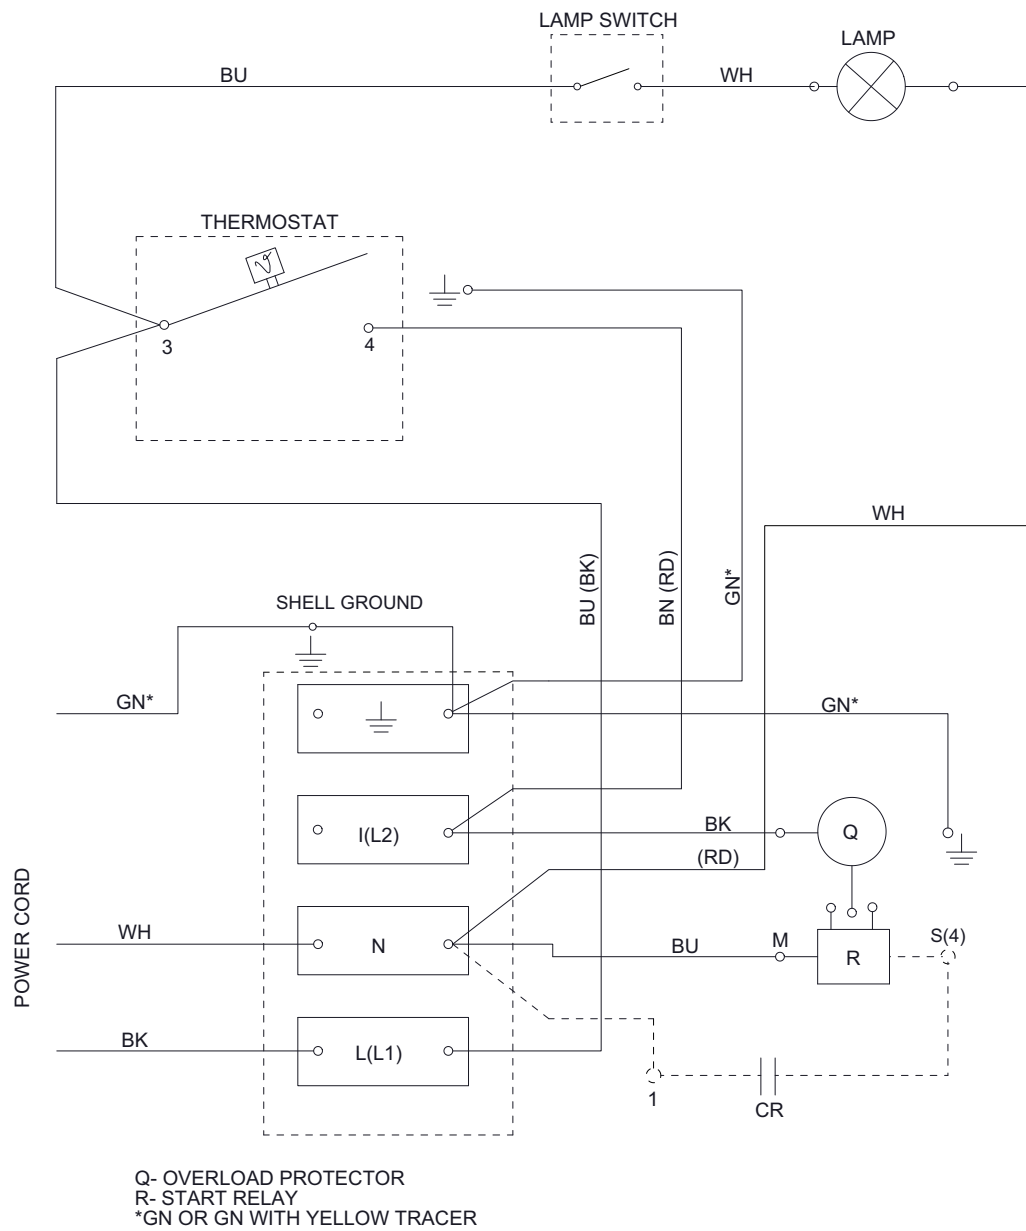 LAMP SWITCH
LAMP
BU
WH
THERMOSTAT
3
4
WH
BU (BK)
BN (RD)
GN*
SHELL GROUND
GN*
GN*
I(L2)
BK
Q
(RD)
POWER CORD
WH
N
BU
M
R
S(4)
BK
L(L1)
1
CR
Q- OVERLOAD PROTECTOR
R- START RELAY
*GN OR GN WITH YELLOW TRACER